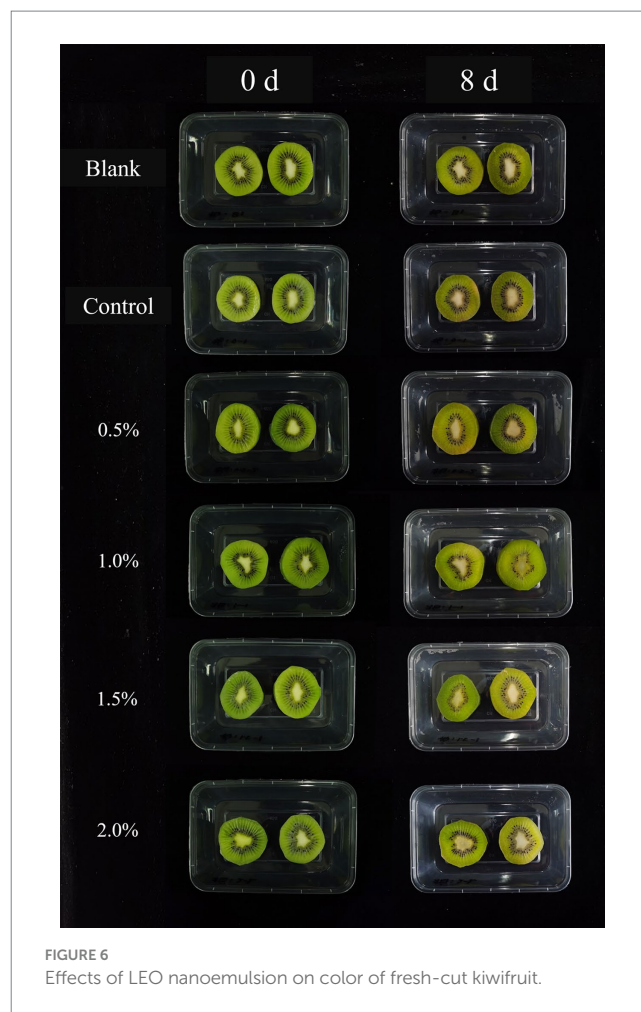 0 d 8 d
Blank
Control
0.5%
1.0%
1.5%
2.0%
FIGURE 6
Effects of LEO nanoemulsion on color of fresh-cut kiwifruit.